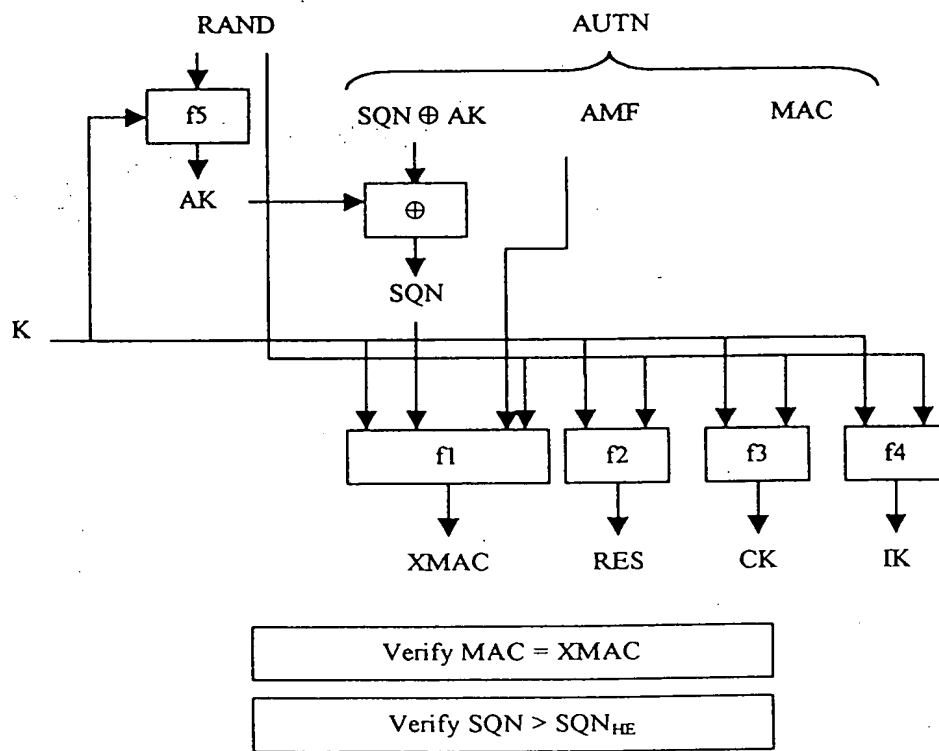 RAND
AUTN
f5
SQN ⊕ AK
AMF
MAC
AK
⊕
SQN
K
f1
f2
f3
f4
XMAC
RES
CK
IK
Verify MAC = XMAC
Verify SQN > SQN_HE